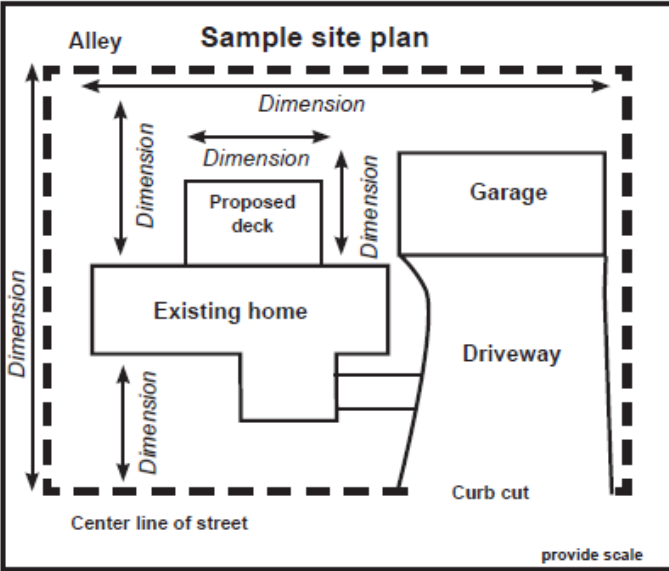 Alley
Sample site plan
Dimension
Dimension
Dimension
Dimension
Proposed
deck
Garage
Existing home
Dimension
Driveway
Dimension
Curb cut
Center line of street
provide scale